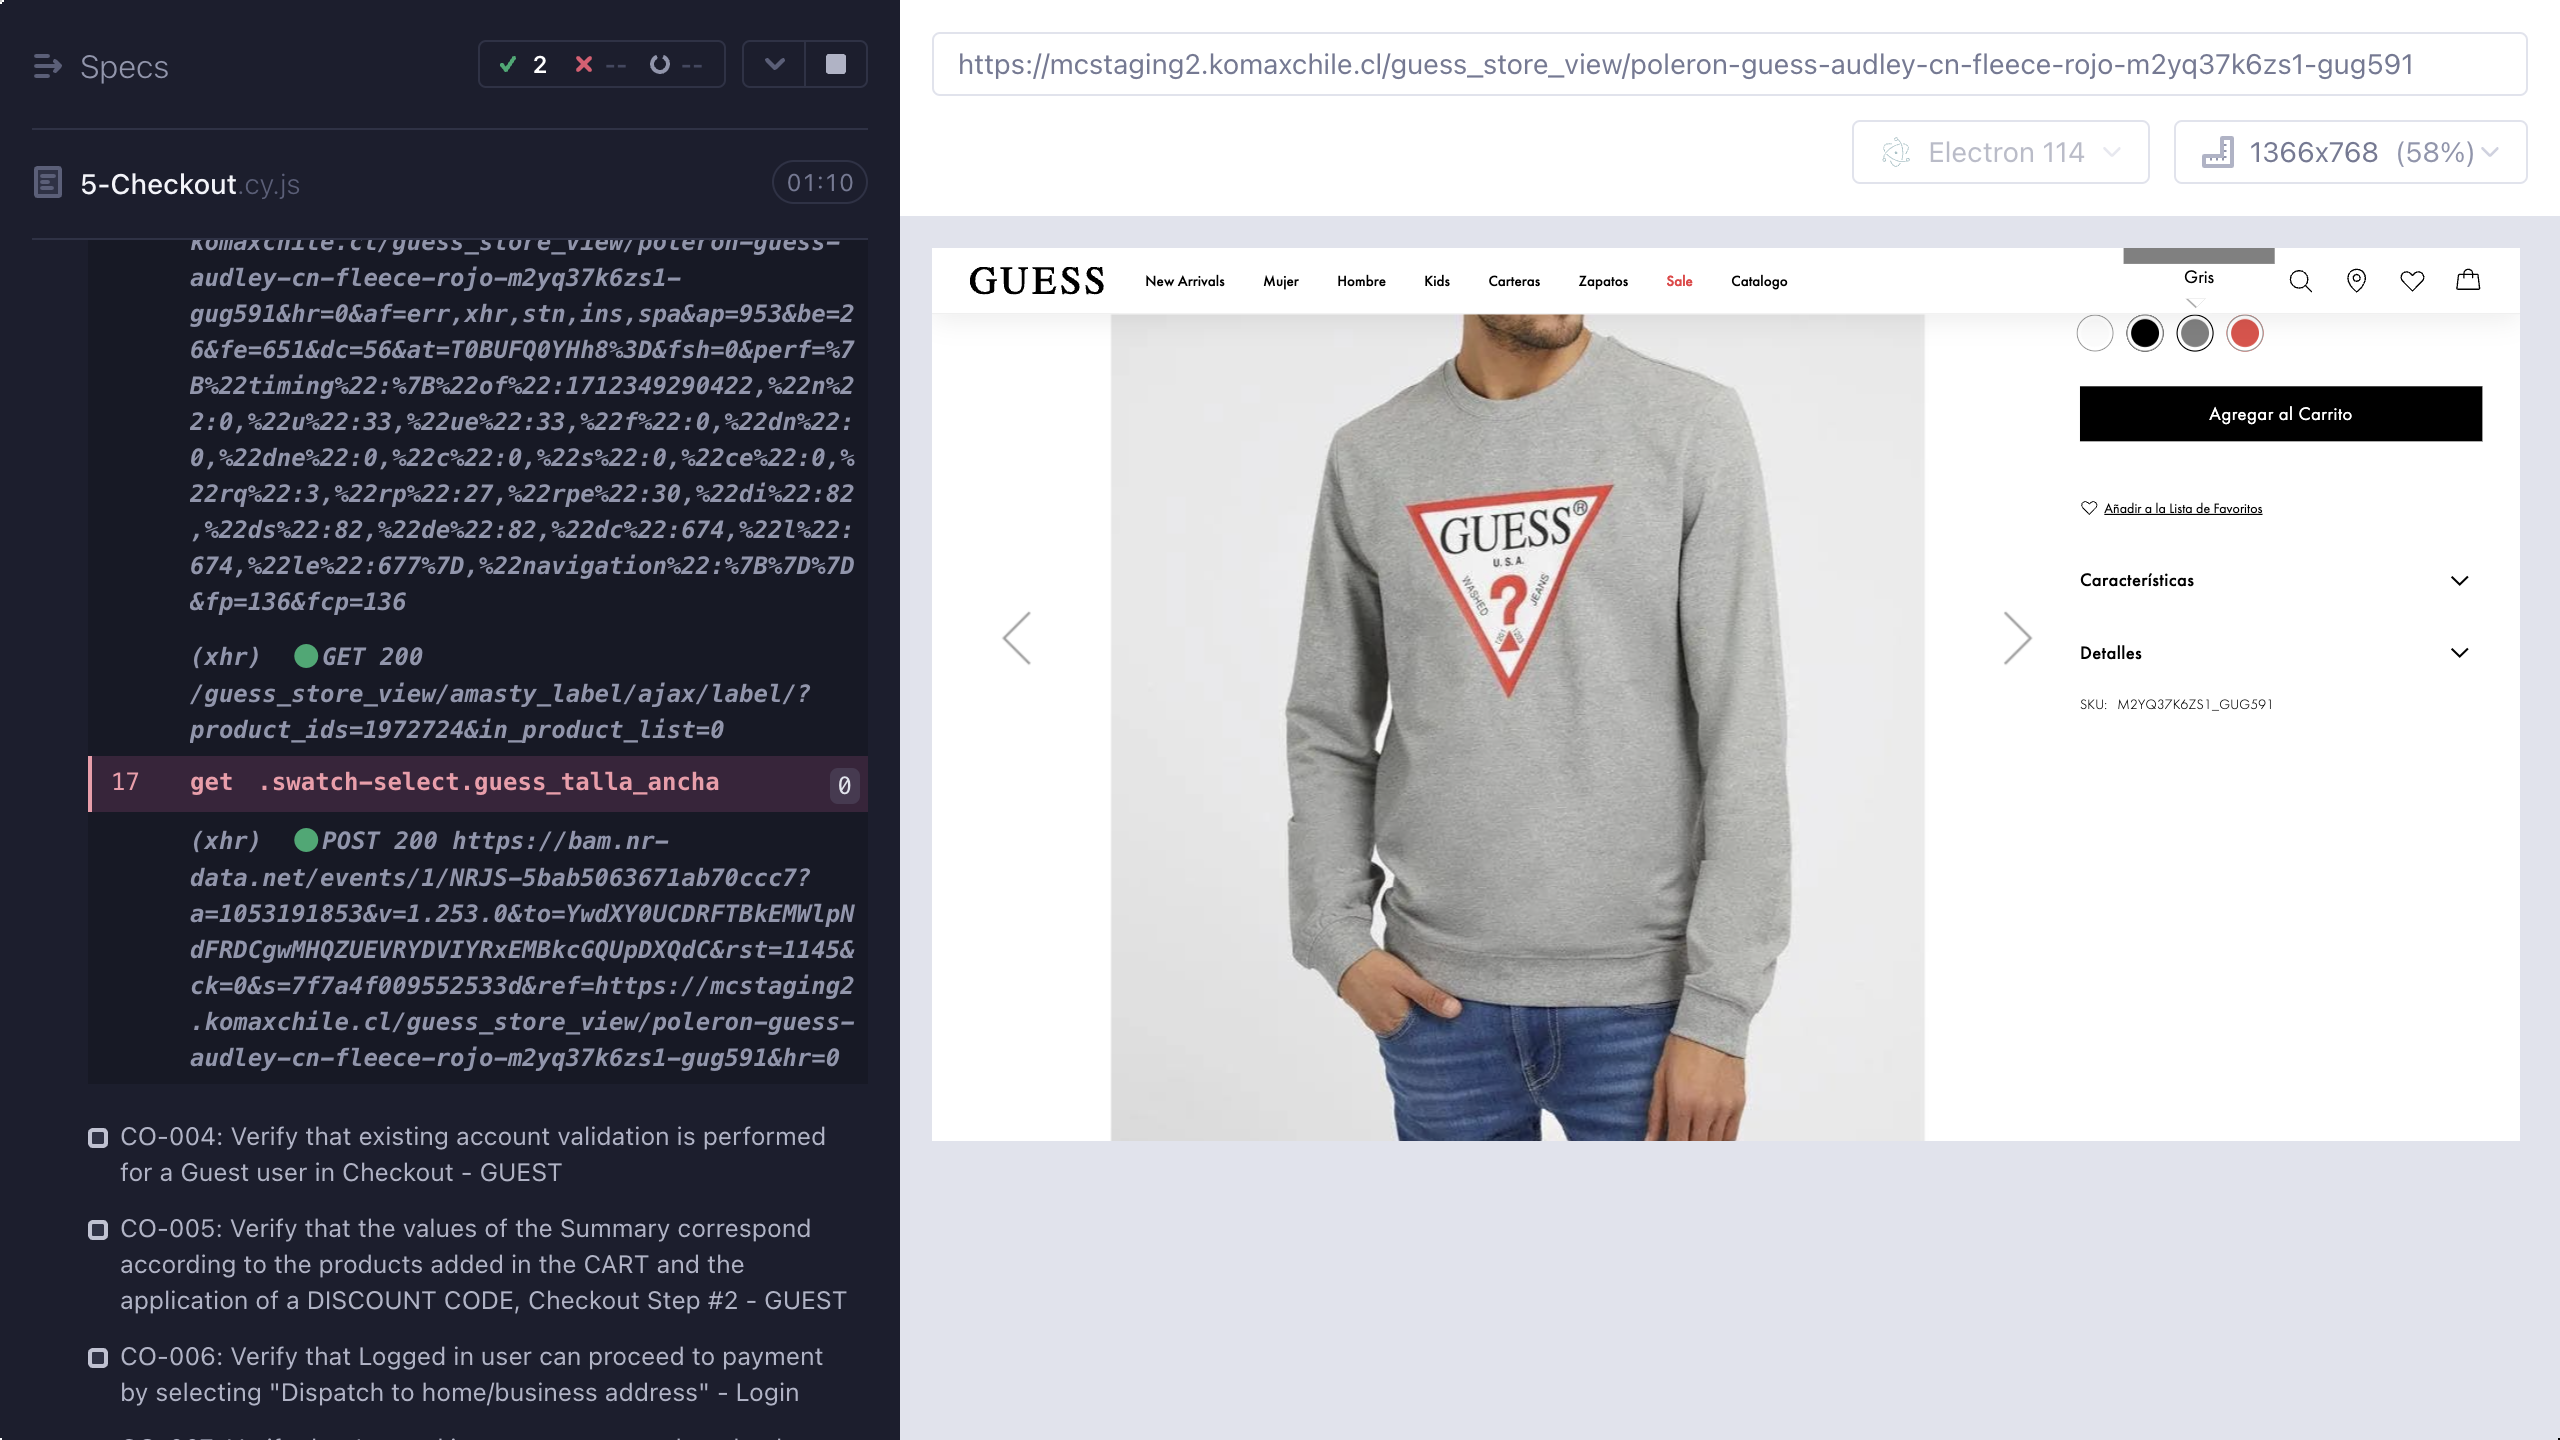 Specs
2 -- --
5-Checkout.cy.js
01:10
komaxchile.cl/guess_store_view/poleron-guess-
audley-cn-fleece-rojo-m2yq37k6zs1-
gug591&hr=0&af=err,xhr,stn,ins,spa&ap=953&be=2
6&fe=651&dc=56&at=T0BUFQ0YHh8%3D&fsh=0&perf=%7
B%22timing%22:%7B%22of%22:1712349290422,%22n%2
2:0,%22u%22:33,%22ue%22:33,%22f%22:0,%22dn%22:
0,%22dne%22:0,%22c%22:0,%22s%22:0,%22ce%22:0,%
22rq%22:3,%22rp%22:27,%22rpe%22:30,%22di%22:82
,%22ds%22:82,%22de%22:82,%22dc%22:674,%22l%22:
674,%22le%22:677%7D,%22navigation%22:%7B%7D%7D
&fp=136&fcp=136
(xhr) GET 200
/guess_store_view/amasty_label/ajax/label/?
product_ids=1972724&in_product_list=0
17 get .swatch-select.guess_talla_ancha 0
(xhr) POST 200 https://bam.nr-
data.net/events/1/NRJS-5bab5063671ab70ccc7?
a=1053191853&v=1.253.0&to=YwdXY0UCDRFTBkEMWlpN
dFRDCgwMHQZUEVRYDVIYRxEMBkcGQUpDXQdC&rst=1145&
ck=0&s=7f7a4f009552533d&ref=https://mcstaging2
.komaxchile.cl/guess_store_view/poleron-guess-
audley-cn-fleece-rojo-m2yq37k6zs1-gug591&hr=0
CO-004: Verify that existing account validation is performed
for a Guest user in Checkout - GUEST
CO-005: Verify that the values of the Summary correspond
according to the products added in the CART and the
application of a DISCOUNT CODE, Checkout Step #2 - GUEST
CO-006: Verify that Logged in user can proceed to payment
by selecting "Dispatch to home/business address" - Login
https://mcstaging2.komaxchile.cl/guess_store_view/poleron-guess-audley-cn-fleece-rojo-m2yq37k6zs1-gug591
Electron 114
1366x768 (58%)
GUESS
New Arrivals
Mujer
Hombre
Kids
Carteras
Zapatos
Sale
Catalogo
Gris
GUESS®
U.S.A.
WASHED
?
JEANS
Agregar al Carrito
Añadir a la Lista de Favoritos
Características
Detalles
SKU: M2YQ37K6ZS1_GUG591